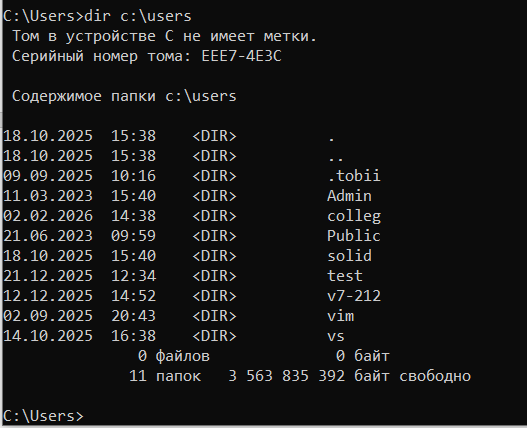 C:\Users>dir c:\users
Том в устройстве C не имеет метки.
Серийный номер тома: EEE7-4E3C
Содержимое папки c:\users
18.10.2025  15:38    <DIR>          .
18.10.2025  15:38    <DIR>          ..
09.09.2025  10:16    <DIR>          .tobii
11.03.2023  15:40    <DIR>          Admin
02.02.2026  14:38    <DIR>          colleg
21.06.2023  09:59    <DIR>          Public
18.10.2025  15:40    <DIR>          solid
21.12.2025  12:34    <DIR>          test
12.12.2025  14:52    <DIR>          v7-212
02.09.2025  20:43    <DIR>          vim
14.10.2025  16:38    <DIR>          vs
0 файлов              0 байт
11 папок   3 563 835 392 байт свободно
C:\Users>